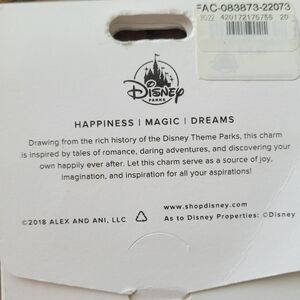 FAC-083873-22073
3022 420172175755 20
Disney
PARKS
HAPPINESS | MAGIC | DREAMS
Drawing from the rich history of the Disney Theme Parks, this charm
is inspired by tales of romance, daring adventures, and discovering your
own happily ever after. Let this charm serve as a source of joy,
imagination, and inspiration for all your aspirations!
www.shopdisney.com
©2018 ALEX AND ANI, LLC
As to Disney Properties: ©Disney